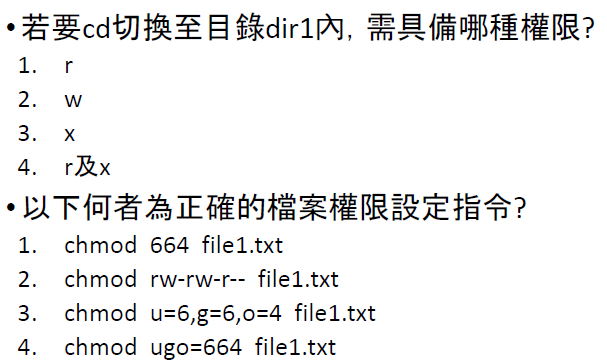 • 若要cd切換至目錄dir1內, 需具備哪種權限?
1. r
2. w
3. x
4. r及x
• 以下何者為正確的檔案權限設定指令?
1. chmod 664 file1.txt
2. chmod rw-rw-r-- file1.txt
3. chmod u=6,g=6,o=4 file1.txt
4. chmod ugo=664 file1.txt